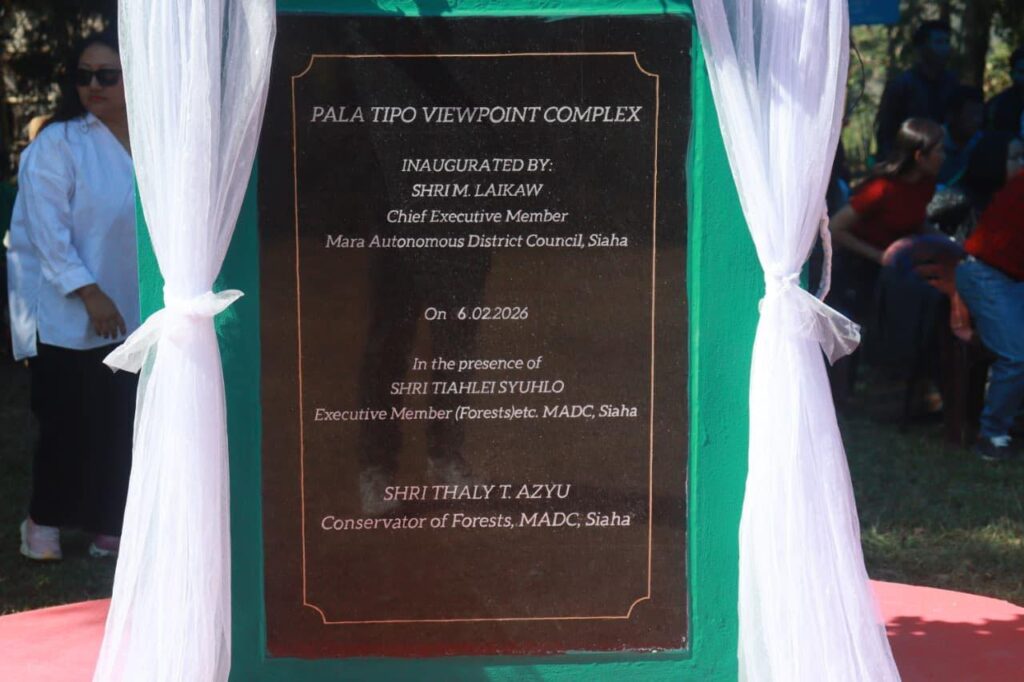 PALA TIPO VIEWPOINT COMPLEX
INAUGURATED BY:
SHRI M. LAIKAW
Chief Executive Member
Mara Autonomous District Council, Siaha
On 6.02.2026
In the presence of
SHRI TIAHLEI SYUHLO
Executive Member (Forests)etc. MADC, Siaha
SHRI THALY T. AZYU
Conservator of Forests, MADC, Siaha